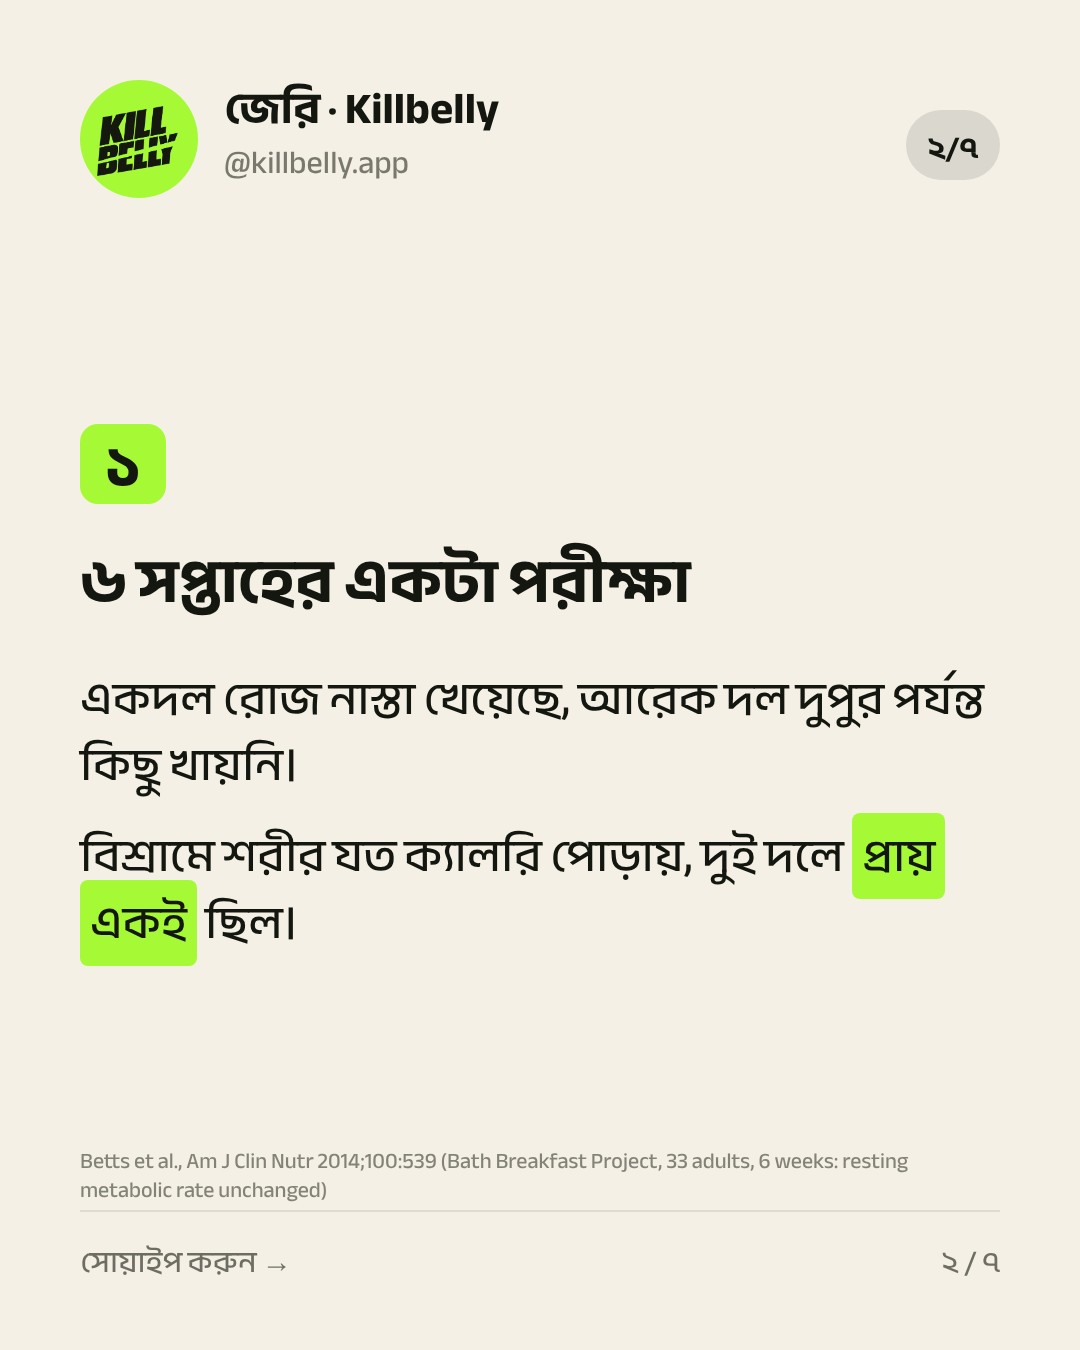 KILL
BELLY
BELLY
জেরি · Killbelly
@killbelly.app
২/৭
১
৬ সপ্তাহের একটা পরীক্ষা
একদল রোজ নাস্তা খেয়েছে, আরেক দল দুপুর পর্যন্ত
কিছু খায়নি।
বিশ্রামে শরীর যত ক্যালরি পোড়ায়, দুই দলে প্রায়
একই ছিল।
Betts et al., Am J Clin Nutr 2014;100:539 (Bath Breakfast Project, 33 adults, 6 weeks: resting
metabolic rate unchanged)
সোয়াইপ করুন →
২ / ৭